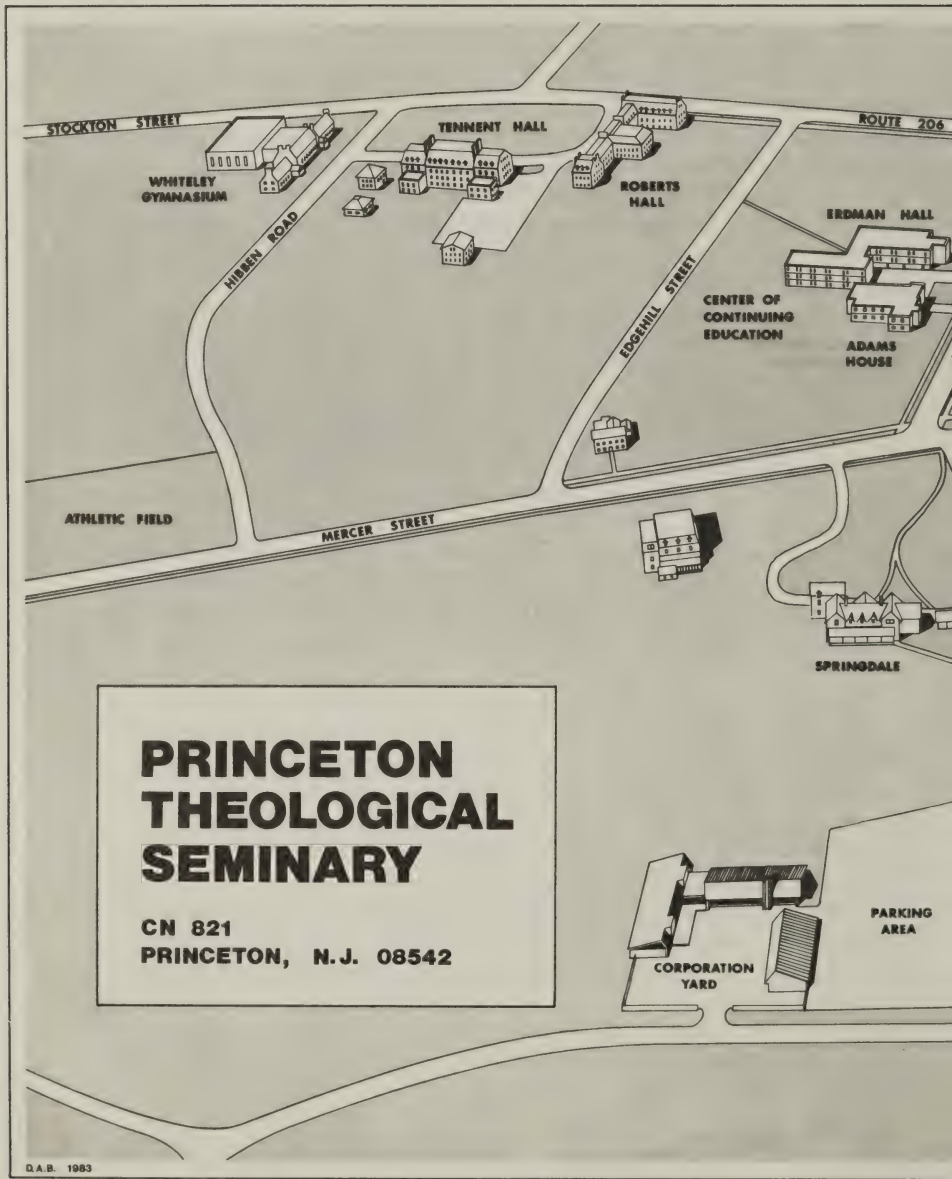 STOCKTON STREET
TENNENT HALL
ROUTE 206
WHITELEY
GYMNASIUM
ROBERTS
HALL
ERDMAN HALL
HIBBEN ROAD
EDGEHILL STREET
CENTER OF
CONTINUING
EDUCATION
ADAMS
HOUSE
ATHLETIC FIELD
MERCER STREET
SPRINGDALE
PRINCETON
THEOLOGICAL
SEMINARY
CN 821
PRINCETON, N.J. 08542
PARKING
AREA
CORPORATION
YARD
D.A.B. 1983